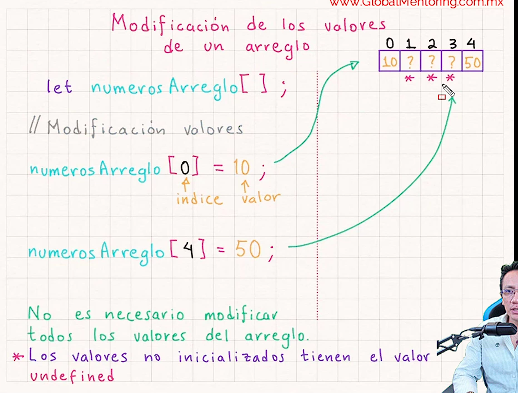 www.GlobalMentoring.com.mx
Modificación de los valores
de un arreglo
0 1 2 3 4
10 ? ? ? 50
* * *
let numerosArreglo[ ] ;
// Modificación valores
numerosArreglo [0] = 10 ;
indice valor
numerosArreglo [4] = 50 ;
No es necesario modificar
todos los valores del arreglo.
* Los valores no inicializados tienen el valor
undefined